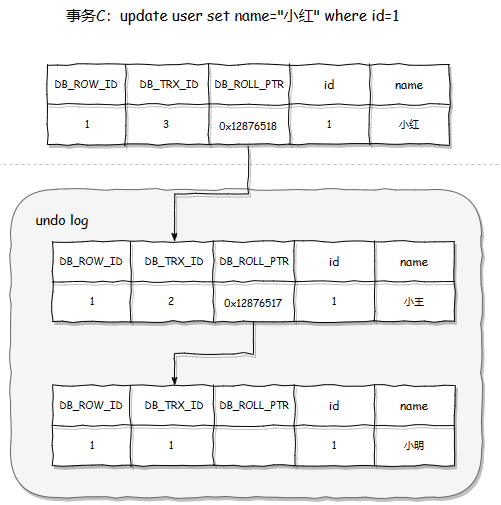 事务C：update user set name="小红" where id=1
DB_ROW_ID DB_TRX_ID DB_ROLL_PTR id name
1 3 0x12876518 1 小红
undo log
DB_ROW_ID DB_TRX_ID DB_ROLL_PTR id name
1 2 0x12876517 1 小王
DB_ROW_ID DB_TRX_ID DB_ROLL_PTR id name
1 1 1 小明